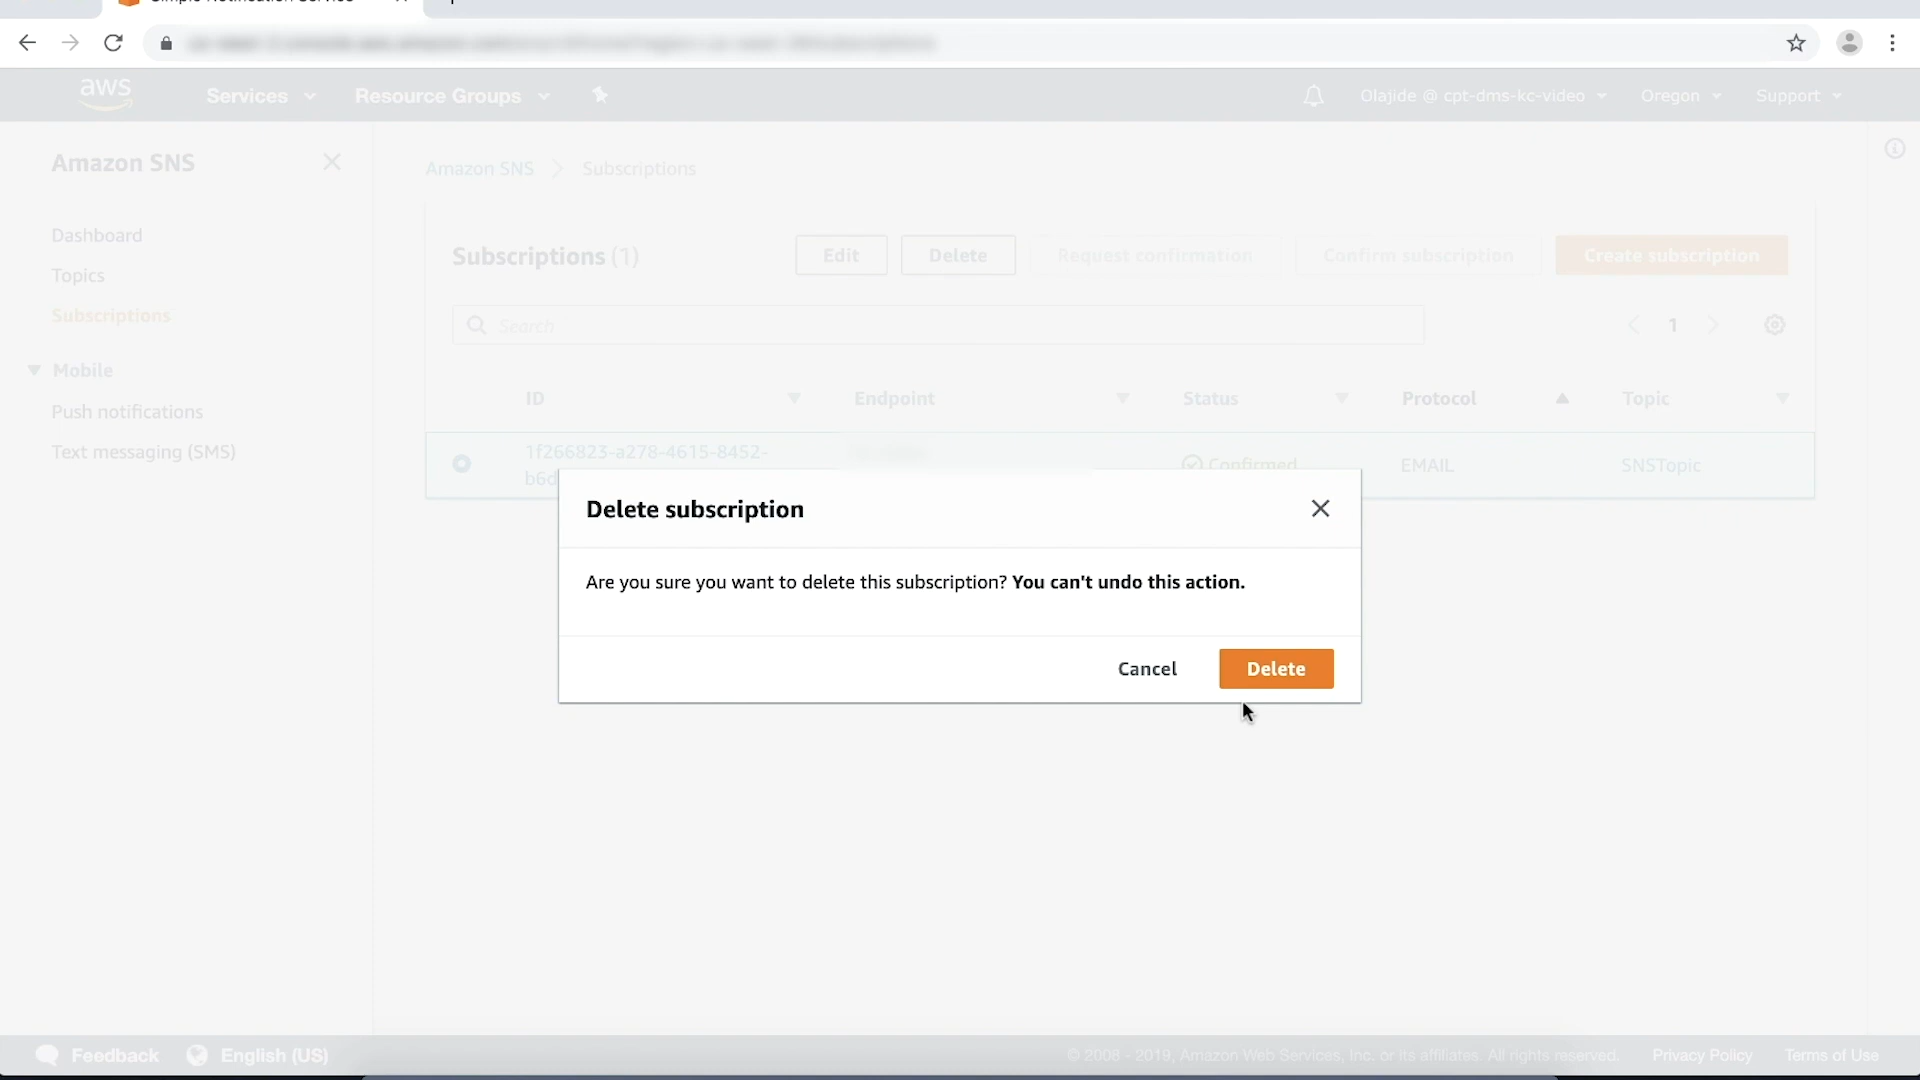 aws
Services
Resource Groups
Olajide @ cpt-dms-kc-video
Oregon
Support
Amazon SNS
Amazon SNS
Subscriptions
Dashboard
Topics
Subscriptions
Mobile
Push notifications
Text messaging (SMS)
Subscriptions (1)
Edit
Delete
Request confirmation
Confirm subscription
Create subscription
Search
1
ID
Endpoint
Status
Protocol
Topic
1f266823-a278-4615-8452-
Confirmed
EMAIL
SNSTopic
Delete subscription
Are you sure you want to delete this subscription? You can't undo this action.
Cancel
Delete
Feedback
English (US)
© 2008 - 2019, Amazon Web Services, Inc. or its affiliates. All rights reserved.
Privacy Policy
Terms of Use